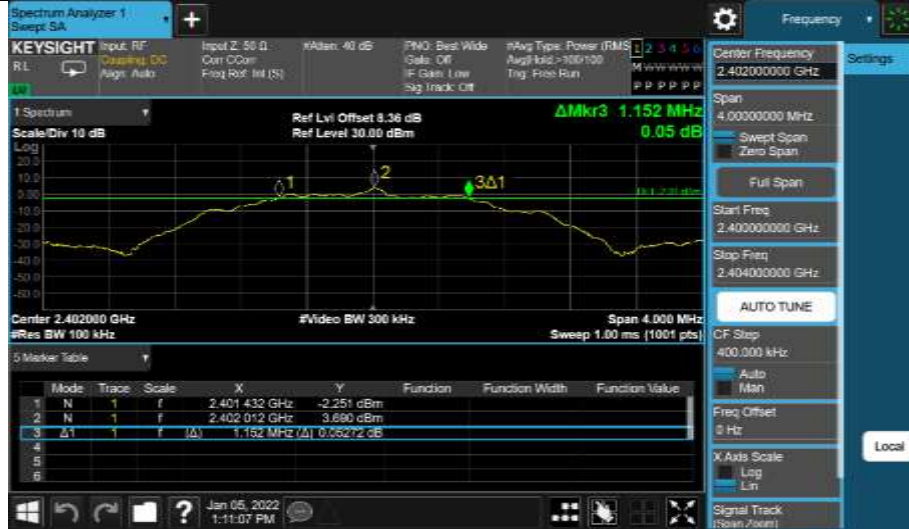 Spectrum Analyzer 1
Swept SA
Frequency
KEYSIGHT
RL
Input: RF
Coupling: DC
Align: Auto
Input Z: 50 Ω
Corr CCorr
Freq Ref: Int (S)
#Atten: 40 dB
PNO: Best Wide
Gate: Off
IF Gain: Low
Sig Track: Off
#Avg Type: Power (RMS
Avg|Hold:>100/100
Trig: Free Run
1 2 3 4 5 6
M W W W W W
P P P P P P
1 Spectrum
Scale/Div 10 dB
Ref Lvl Offset 8.36 dB
Ref Level 30.00 dBm
ΔMkr3 1.152 MHz
0.05 dB
Log
20.0
10.0
0.00
-10.0
-20.0
-30.0
-40.0
-50.0
-60.0
1
2
3Δ1
Center 2.402000 GHz
#Res BW 100 kHz
#Video BW 300 kHz
Span 4.000 MHz
Sweep 1.00 ms (1001 pts)
5 Marker Table
Mode Trace Scale X Y Function Function Width Function Value
1 N 1 f 2.401 432 GHz -2.251 dBm
2 N 1 f 2.402 012 GHz 3.690 dBm
3 Δ1 1 f (Δ) 1.152 MHz (Δ) 0.05272 dB
4
5
6
Jan 05, 2022
1:11:07 PM
Center Frequency
2.402000000 GHz
Settings
Span
4.00000000 MHz
Swept Span
Zero Span
Full Span
Start Freq
2.400000000 GHz
Stop Freq
2.404000000 GHz
AUTO TUNE
CF Step
400.000 kHz
Auto
Man
Freq Offset
0 Hz
X Axis Scale
Log
Lin
Local
Signal Track
(Span Zoom)